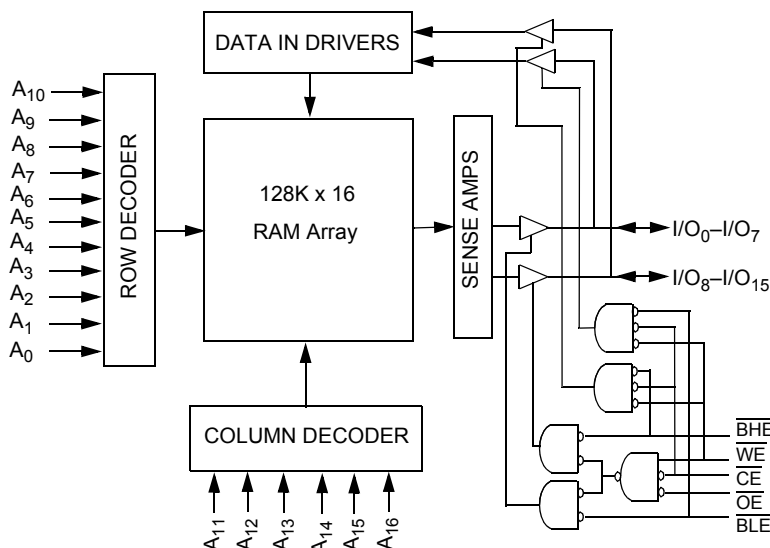 DATA IN DRIVERS
A10
A9
A8
A7
A6
A5
A4
A3
A2
A1
A0
ROW DECODER
128K x 16
RAM Array
SENSE AMPS
I/O0–I/O7
I/O8–I/O15
COLUMN DECODER
A11
A12
A13
A14
A15
A16
BHE
WE
CE
OE
BLE